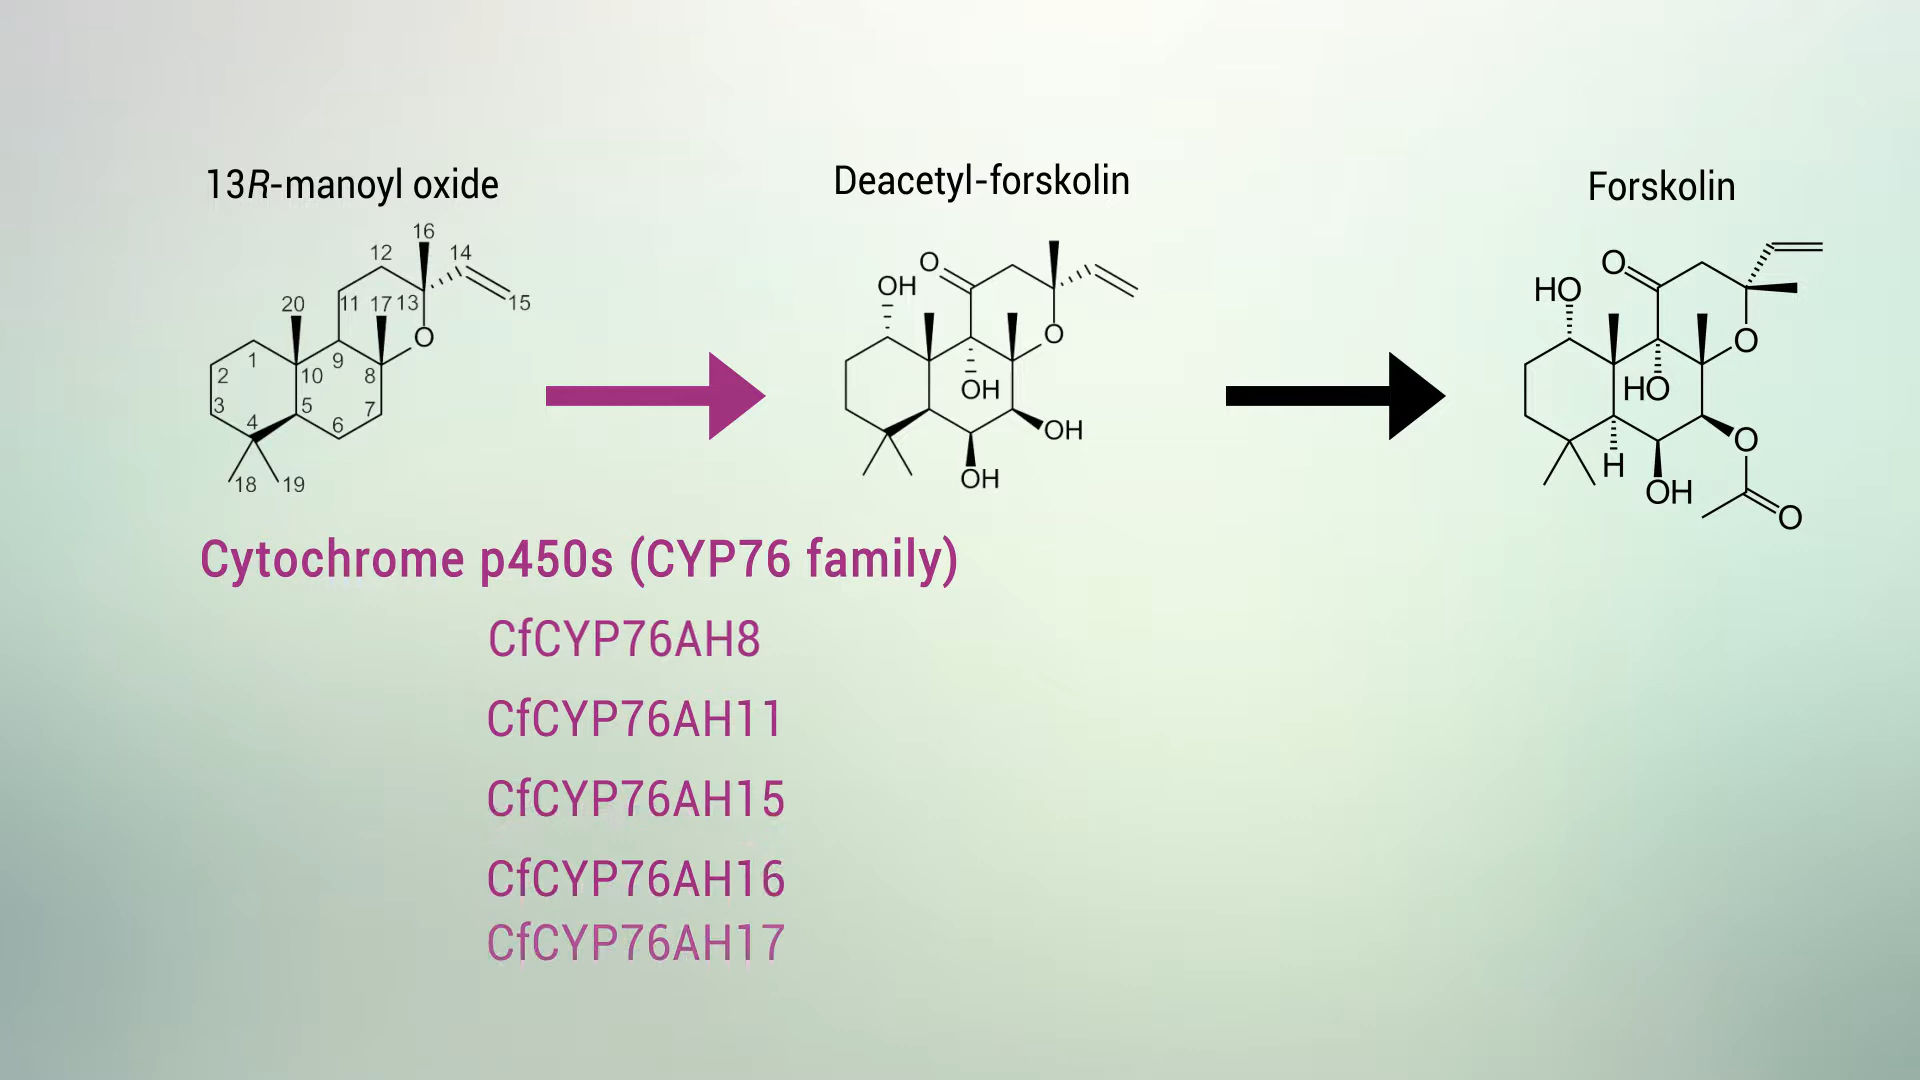 13R-manoyl oxide
Deacetyl-forskolin
Forskolin
16
12
14
20
11
17
13
15
O
1
9
2
10
8
3
5
7
4
6
18
19
O
OH
O
OH
OH
OH
O
HO
O
HO
O
H
OH
O
Cytochrome p450s (CYP76 family)
CfCYP76AH8
CfCYP76AH11
CfCYP76AH15
CfCYP76AH16
CfCYP76AH17